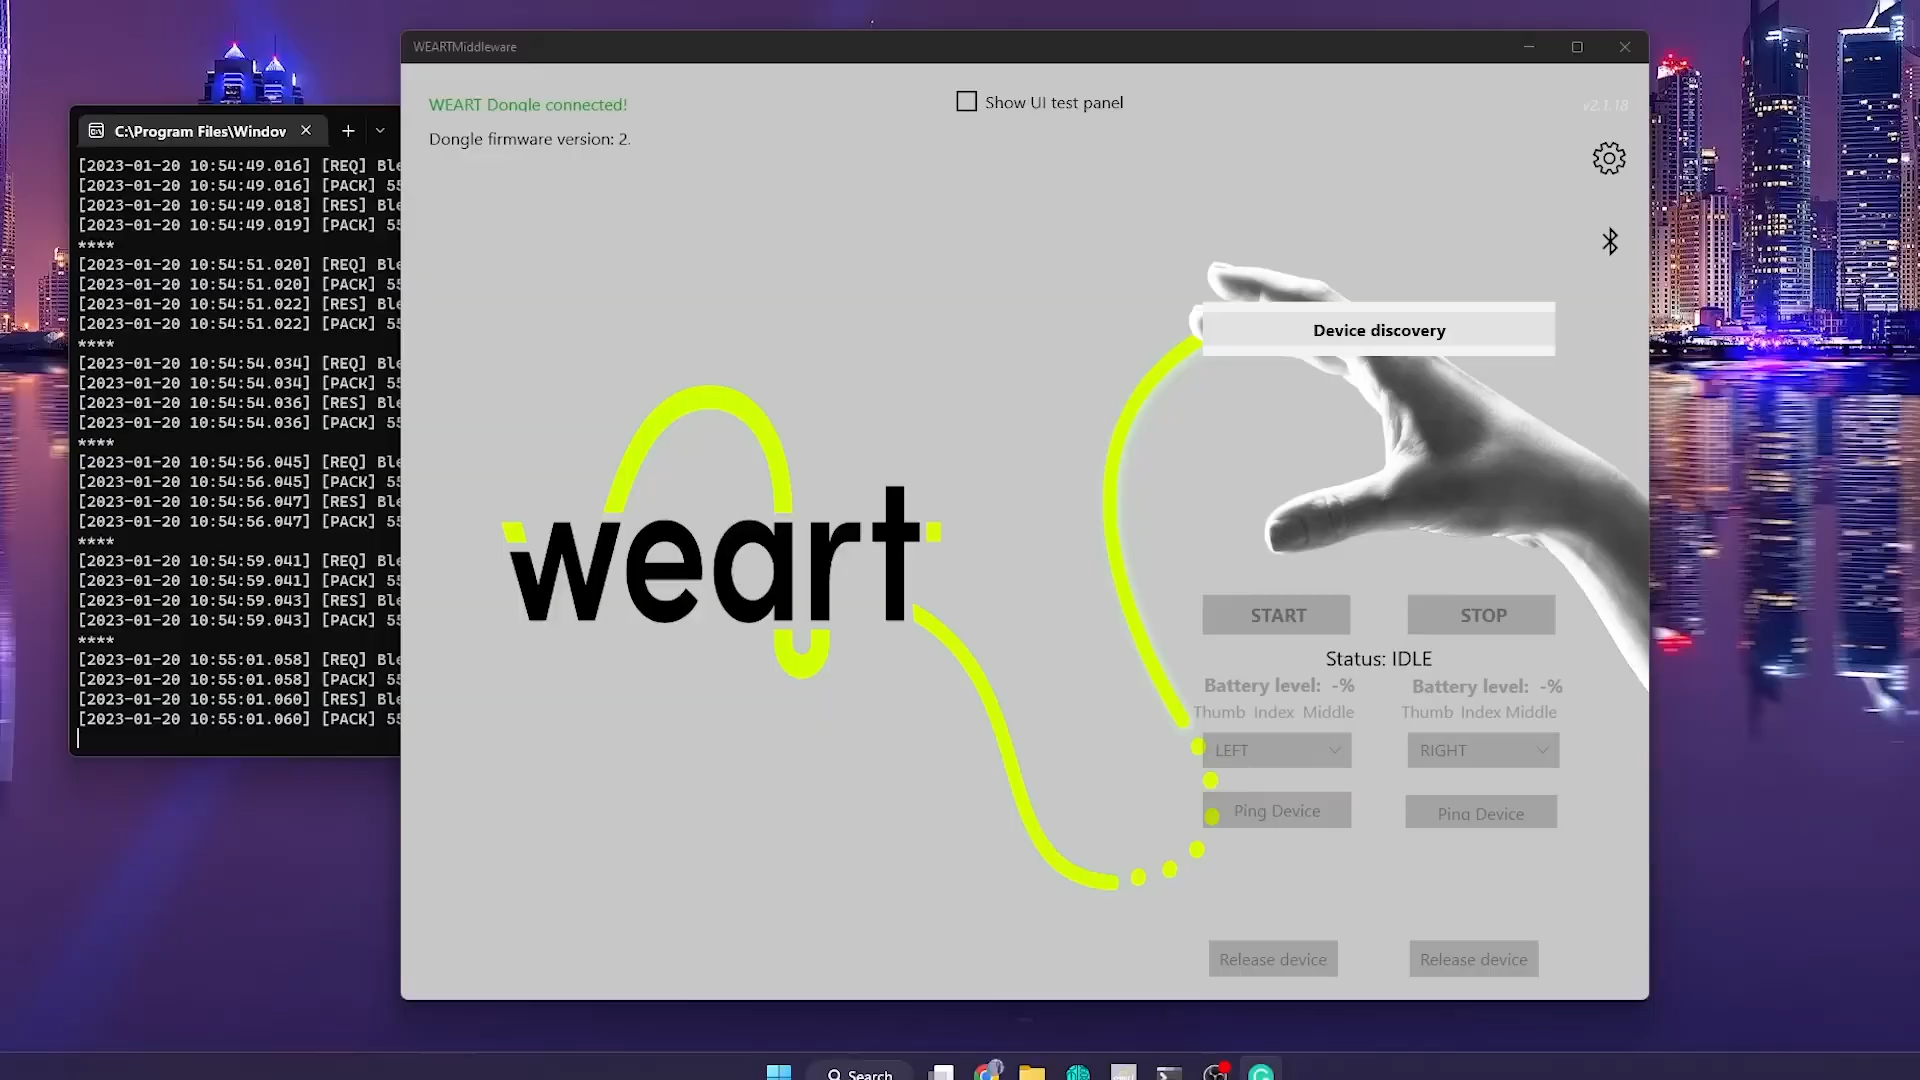 WEARTMiddleware
WEART Dongle connected!
Dongle firmware version: 2.
Show UI test panel
v2.1.18
C:\Program Files\Windov
[2023-01-20 10:54:49.016] [REQ] Ble
[2023-01-20 10:54:49.016] [PACK] 55
[2023-01-20 10:54:49.018] [RES] Ble
[2023-01-20 10:54:49.019] [PACK] 55
****
[2023-01-20 10:54:51.020] [REQ] Ble
[2023-01-20 10:54:51.020] [PACK] 55
[2023-01-20 10:54:51.022] [RES] Ble
[2023-01-20 10:54:51.022] [PACK] 55
****
[2023-01-20 10:54:54.034] [REQ] Ble
[2023-01-20 10:54:54.034] [PACK] 55
[2023-01-20 10:54:54.036] [RES] Ble
[2023-01-20 10:54:54.036] [PACK] 55
****
[2023-01-20 10:54:56.045] [REQ] Ble
[2023-01-20 10:54:56.045] [PACK] 55
[2023-01-20 10:54:56.047] [RES] Ble
[2023-01-20 10:54:56.047] [PACK] 55
****
[2023-01-20 10:54:59.041] [REQ] Ble
[2023-01-20 10:54:59.041] [PACK] 55
[2023-01-20 10:54:59.043] [RES] Ble
[2023-01-20 10:54:59.043] [PACK] 55
****
[2023-01-20 10:55:01.058] [REQ] Ble
[2023-01-20 10:55:01.058] [PACK] 55
[2023-01-20 10:55:01.060] [RES] Ble
[2023-01-20 10:55:01.060] [PACK] 55
Device discovery
weart
START STOP
Status: IDLE
Battery level: -% Battery level: -%
Thumb Index Middle Thumb Index Middle
LEFT RIGHT
Ping Device Ping Device
Release device Release device
Search